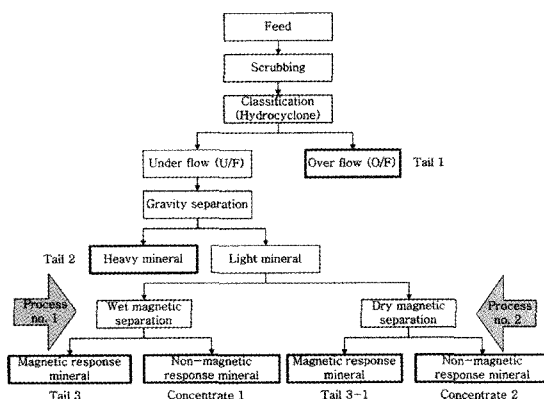 Feed
Scrubbing
Classification
(Hydrocyclone)
Under flow (U/F)
Over flow (O/F)
Tail 1
Gravity separation
Tail 2
Heavy mineral
Light mineral
Process
no. 1
Wet magnetic
separation
Dry magnetic
separation
Process
no. 2
Magnetic response
mineral
Non-magnetic
response mineral
Magnetic response
mineral
Non-magnetic
response mineral
Tail 3
Concentrate 1
Tail 3-1
Concentrate 2